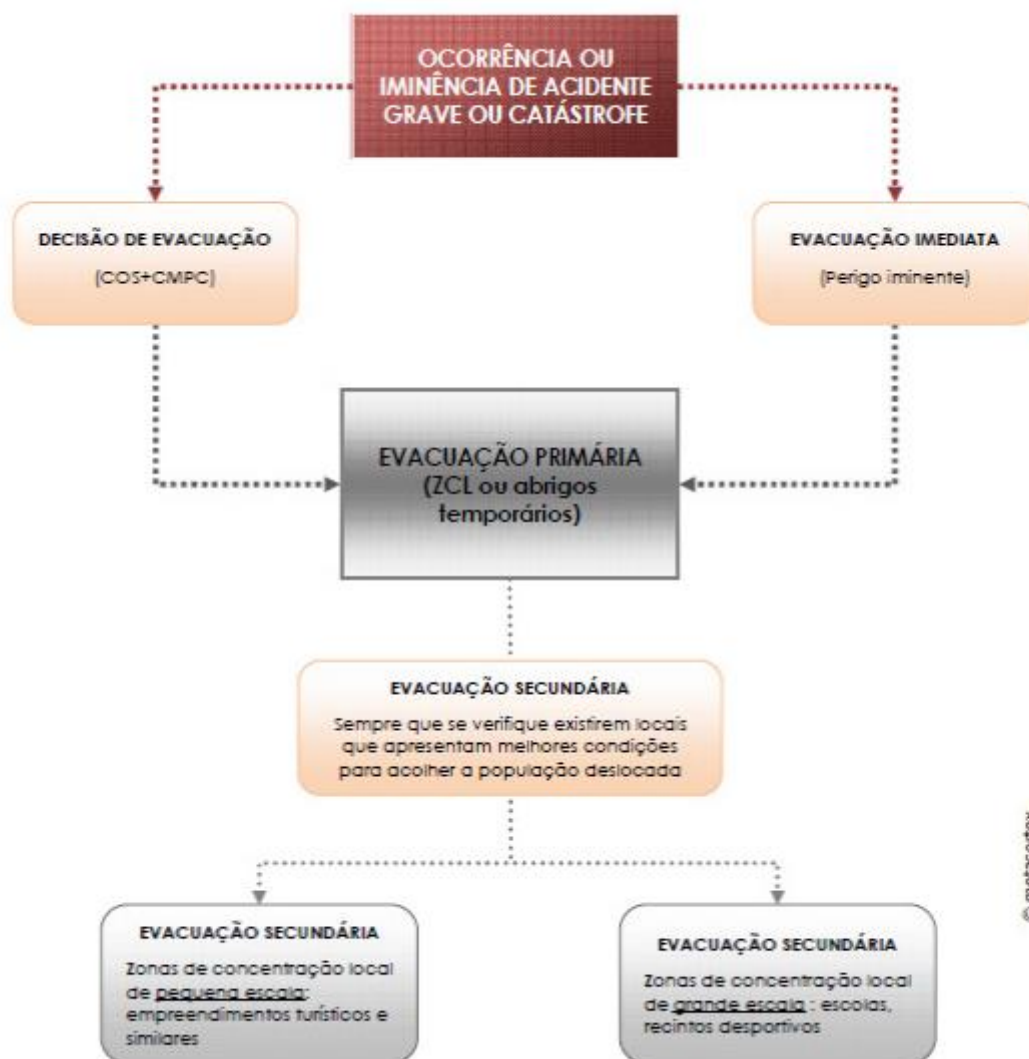 OCORRÊNCIA OU
IMINÊNCIA DE ACIDENTE
GRAVE OU CATÁSTROFE
DECISÃO DE EVACUAÇÃO
(COS+CMPC)
EVACUAÇÃO IMEDIATA
(Perigo iminente)
EVACUAÇÃO PRIMÁRIA
(ZCL ou abrigos
temporários)
EVACUAÇÃO SECUNDÁRIA
Sempre que se verifique existirem locais
que apresentam melhores condições
para acolher a população deslocada
EVACUAÇÃO SECUNDÁRIA
Zonas de concentração local
de pequena escala:
empreendimentos turísticos e
similares
EVACUAÇÃO SECUNDÁRIA
Zonas de concentração local
de grande escala : escolas,
recintos desportivos
© metacortex